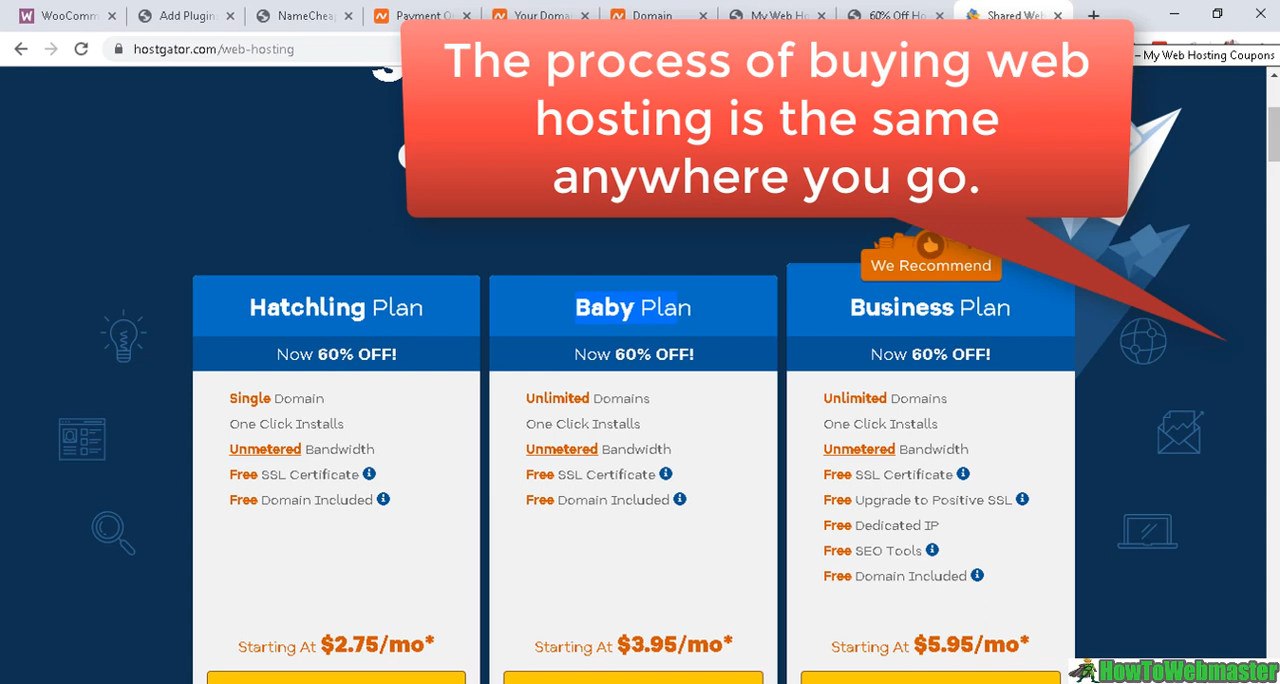 WooComm
Add Plugin
NameChea
Payment O
Your Doma
Domain
My Web Ho
60% Off Ho
Shared Web
hostgator.com/web-hosting
– My Web Hosting Coupons
The process of buying web
hosting is the same
anywhere you go.
We Recommend
Hatchling Plan
Now 60% OFF!
Single Domain
One Click Installs
Unmetered Bandwidth
Free SSL Certificate
Free Domain Included
Starting At $2.75/mo*
Baby Plan
Now 60% OFF!
Unlimited Domains
One Click Installs
Unmetered Bandwidth
Free SSL Certificate
Free Domain Included
Starting At $3.95/mo*
Business Plan
Now 60% OFF!
Unlimited Domains
One Click Installs
Unmetered Bandwidth
Free SSL Certificate
Free Upgrade to Positive SSL
Free Dedicated IP
Free SEO Tools
Free Domain Included
Starting At $5.95/mo*
HowToWebmaster